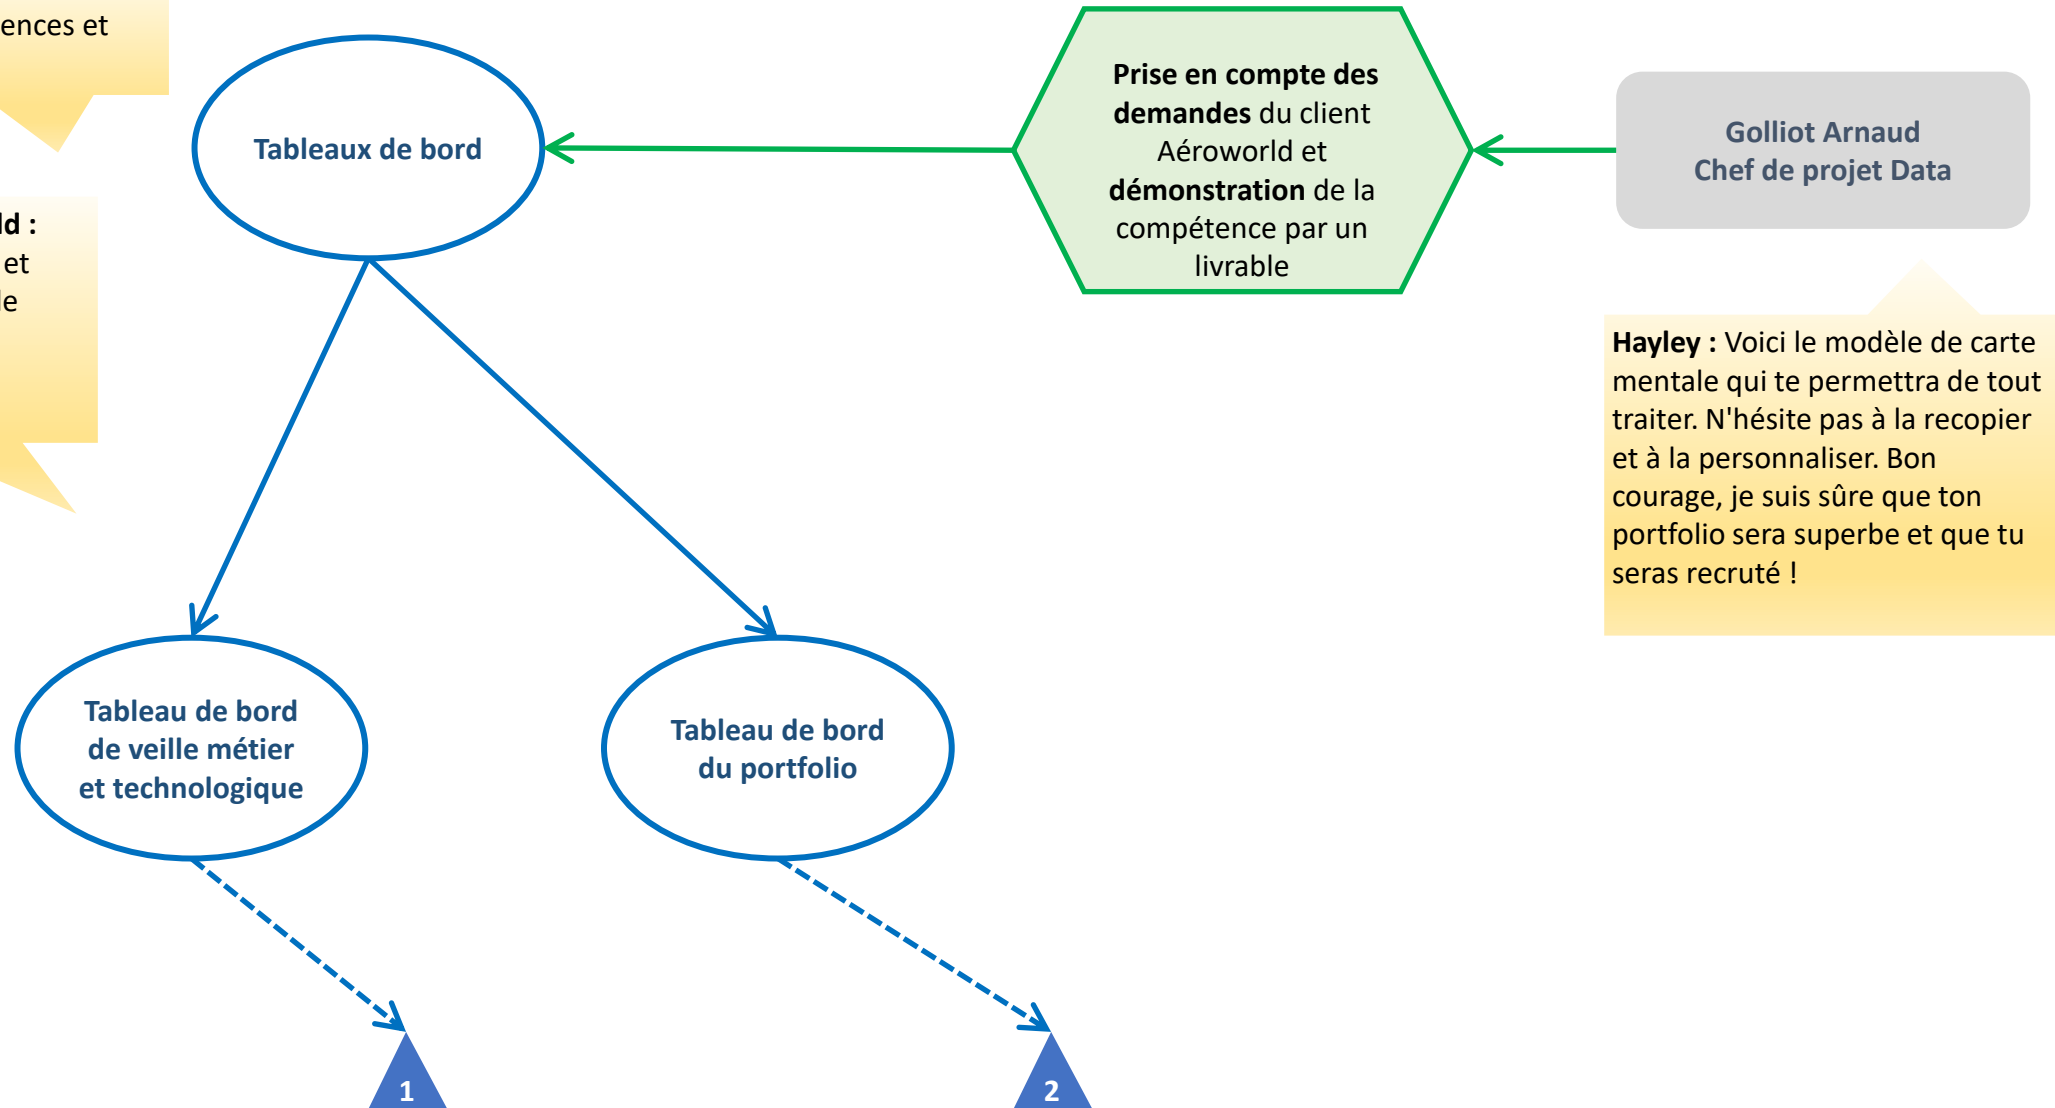 ences et
Tableaux de bord
Prise en compte des
demandes du client
Aéroworld et
démonstration de la
compétence par un
livrable
Golliot Arnaud
Chef de projet Data
ld :
et
le
Hayley : Voici le modèle de carte
mentale qui te permettra de tout
traiter. N'hésite pas à la recopier
et à la personnaliser. Bon
courage, je suis sûre que ton
portfolio sera superbe et que tu
seras recruté !
Tableau de bord
de veille métier
et technologique
Tableau de bord
du portfolio
1
2